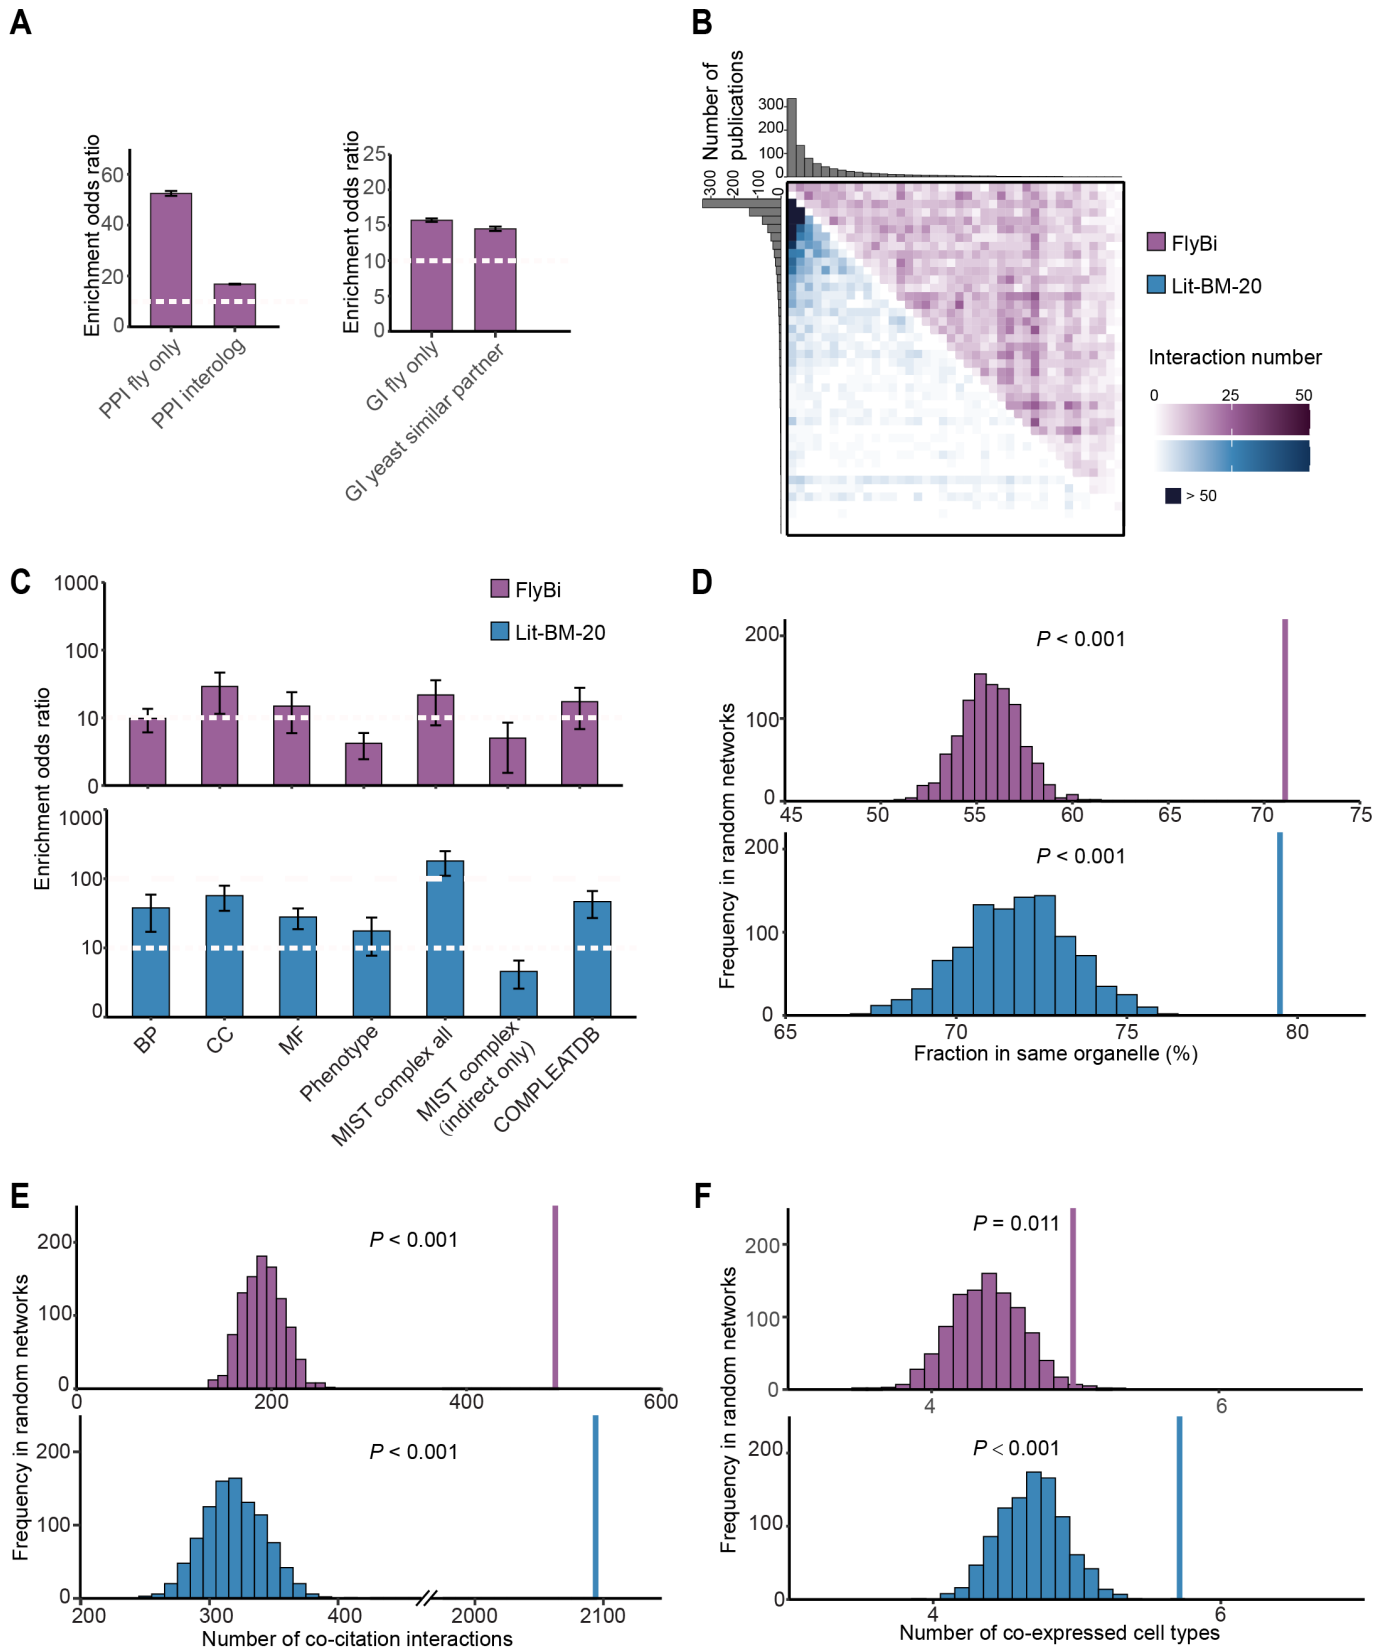 A
Enrichment odds ratio
60
40
20
0
PPI fly only
PPI interolog
Enrichment odds ratio
25
20
15
10
5
0
GI fly only
GI yeast similar partner
B
Number of
publications
300
200
100
0
300
200
100
0
FlyBi
Lit-BM-20
Interaction number
0 25 50
> 50
C
Enrichment odds ratio
1000
100
10
0
FlyBi
Lit-BM-20
1000
100
10
0
BP
CC
MF
Phenotype
MIST complex all
MIST complex
(indirect only)
COMPLEATDB
D
Frequency in random networks
200
100
0
P < 0.001
45 50 55 60 65 70 75
200
100
0
P < 0.001
65 70 75 80
Fraction in same organelle (%)
E
Frequency in random networks
200
100
0
P < 0.001
0 200 400 600
200
100
0
P < 0.001
200 300 400 2000 2100
Number of co-citation interactions
F
Frequency in random networks
200
100
0
P = 0.011
4 6
200
100
0
P < 0.001
4 6
Number of co-expressed cell types